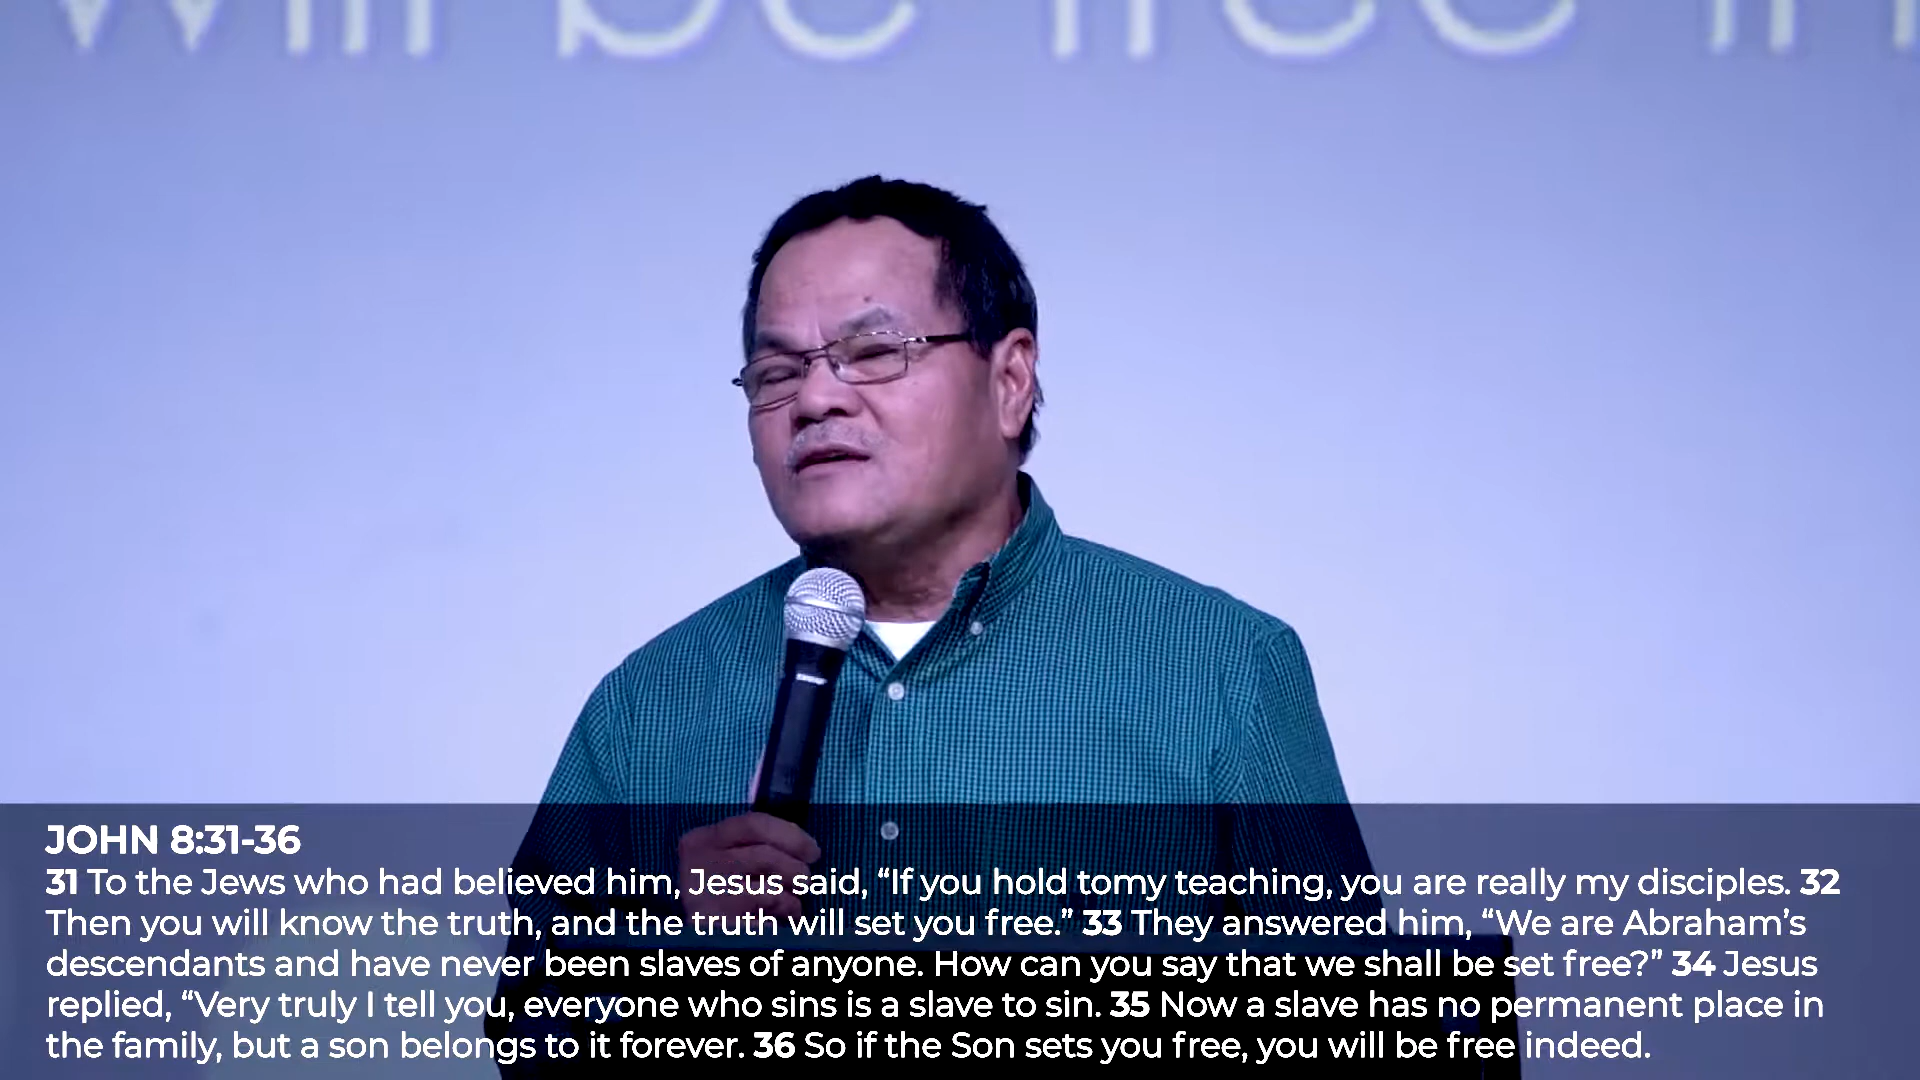 will be free in
JOHN 8:31-36
31 To the Jews who had believed him, Jesus said, “If you hold tomy teaching, you are really my disciples. 32
Then you will know the truth, and the truth will set you free.” 33 They answered him, “We are Abraham’s
descendants and have never been slaves of anyone. How can you say that we shall be set free?” 34 Jesus
replied, “Very truly I tell you, everyone who sins is a slave to sin. 35 Now a slave has no permanent place in
the family, but a son belongs to it forever. 36 So if the Son sets you free, you will be free indeed.